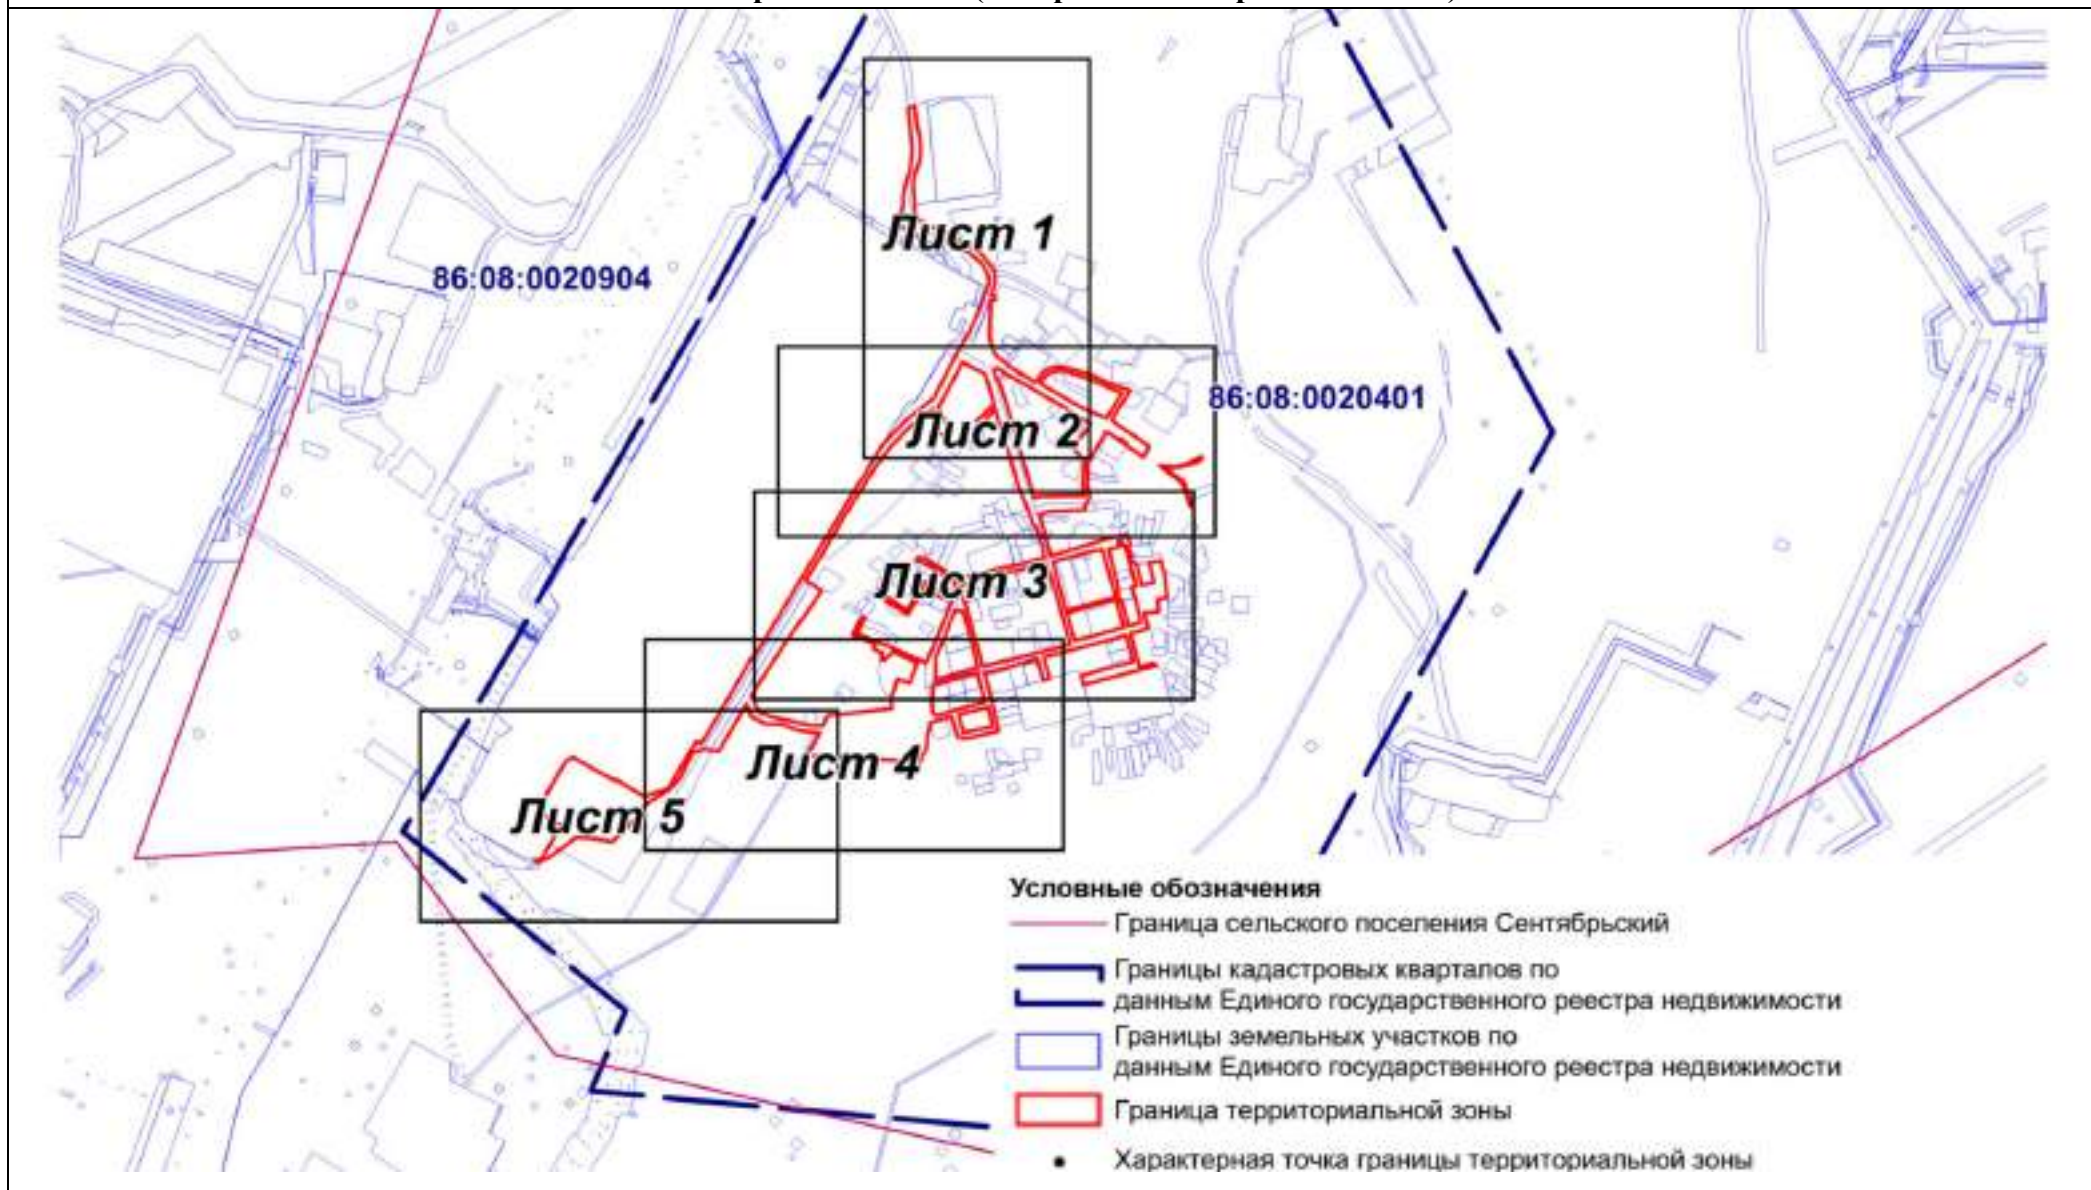 Лист 1
86:08:0020904
86:08:0020401
Лист 2
Лист 3
Лист 4
Лист 5
Условные обозначения
Граница сельского поселения Сентябрьский
Границы кадастровых кварталов по
данным Единого государственного реестра недвижимости
Границы земельных участков по
данным Единого государственного реестра недвижимости
Граница территориальной зоны
Характерная точка границы территориальной зоны